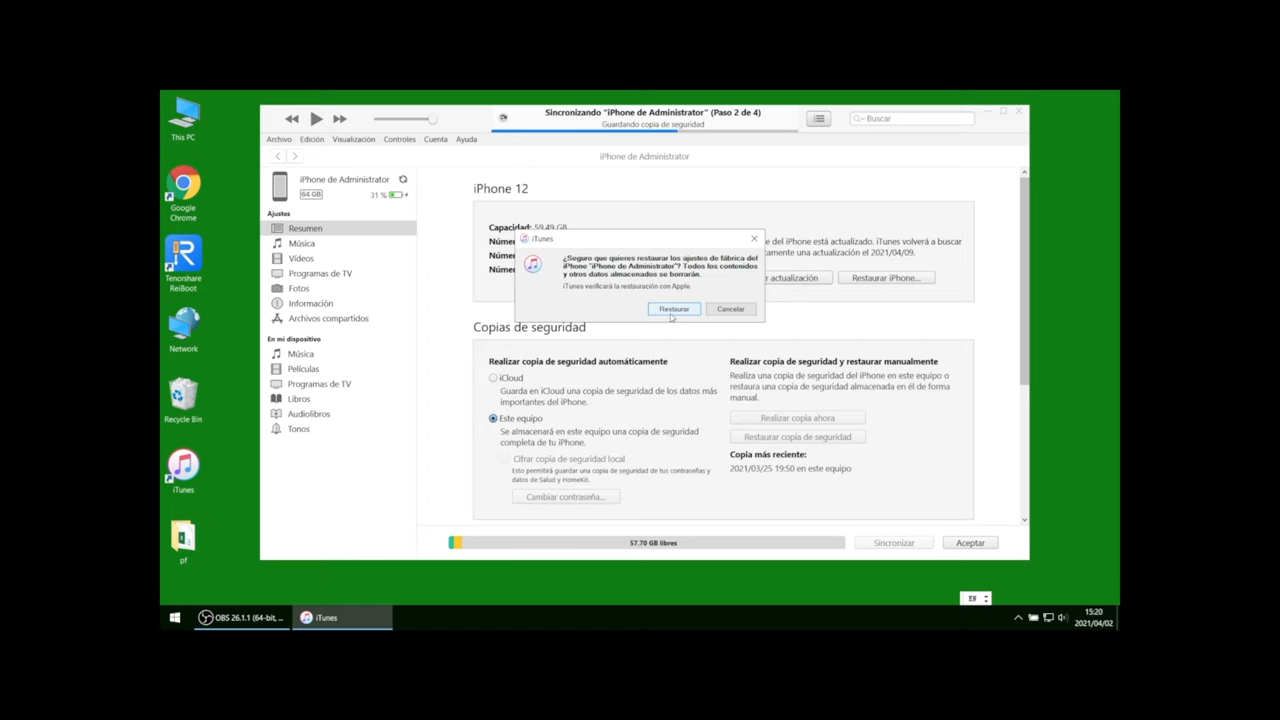 This PC
Google
Chrome
Tenorshare
ReiBoot
Network
Recycle Bin
iTunes
pf
Sincronizando "iPhone de Administrator" (Paso 2 de 4)
Guardando copia de seguridad
Buscar
Archivo Edición Visualización Controles Cuenta Ayuda
iPhone de Administrator
iPhone de Administrator
64 GB
31 %
Ajustes
Resumen
Música
Vídeos
Programas de TV
Fotos
Información
Archivos compartidos
En mi dispositivo
Música
Películas
Programas de TV
Libros
Audiolibros
Tonos
iPhone 12
Capacidad: 59.49 GB
Núme
Núme
Núme
e del iPhone está actualizado. iTunes volverá a buscar
amente una actualización el 2021/04/09.
r actualización
Restaurar iPhone...
iTunes
¿Seguro que quieres restaurar los ajustes de fábrica del
iPhone "iPhone de Administrator"? Todos los contenidos
y otros datos almacenados se borrarán.
iTunes verificará la restauración con Apple.
Restaurar
Cancelar
Copias de seguridad
Realizar copia de seguridad automáticamente
iCloud
Guarda en iCloud una copia de seguridad de los datos más
importantes del iPhone.
Este equipo
Se almacenará en este equipo una copia de seguridad
completa de tu iPhone.
Cifrar copia de seguridad local
Esto permitirá guardar una copia de seguridad de tus contraseñas y
datos de Salud y HomeKit.
Cambiar contraseña...
Realizar copia de seguridad y restaurar manualmente
Realiza una copia de seguridad del iPhone en este equipo o
restaura una copia de seguridad almacenada en él de forma
manual.
Realizar copia ahora
Restaurar copia de seguridad
Copia más reciente:
2021/03/25 19:50 en este equipo
57.70 GB libres
Sincronizar
Aceptar
EN
OBS 26.1.1 (64-bit, ...
iTunes
15:20
2021/04/02